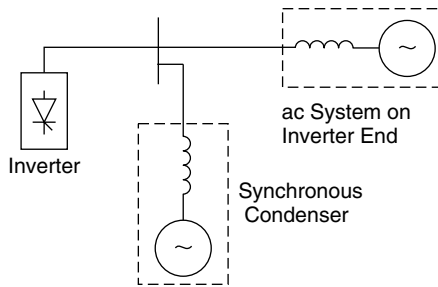 ac System on
Inverter End
Inverter
Synchronous
Condenser